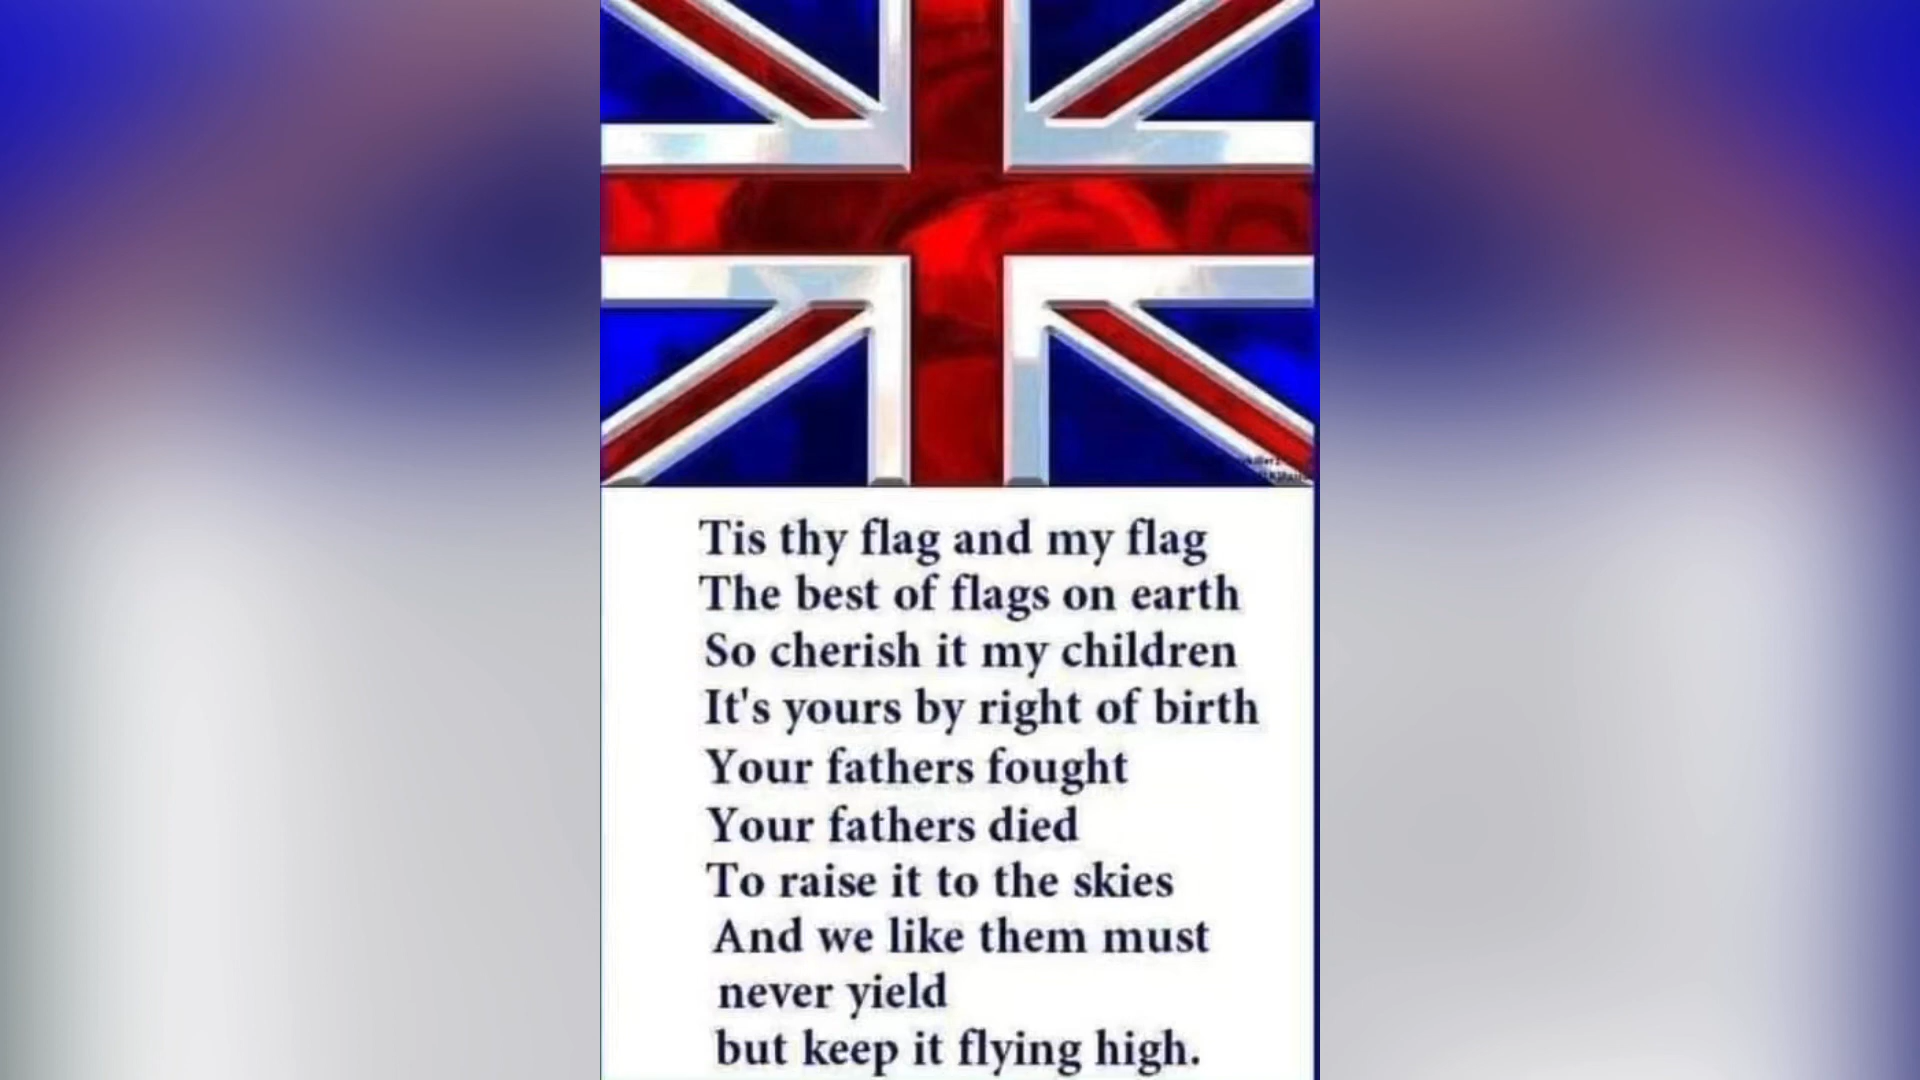 Tis thy flag and my flag
The best of flags on earth
So cherish it my children
It's yours by right of birth
Your fathers fought
Your fathers died
To raise it to the skies
And we like them must
never yield
but keep it flying high.